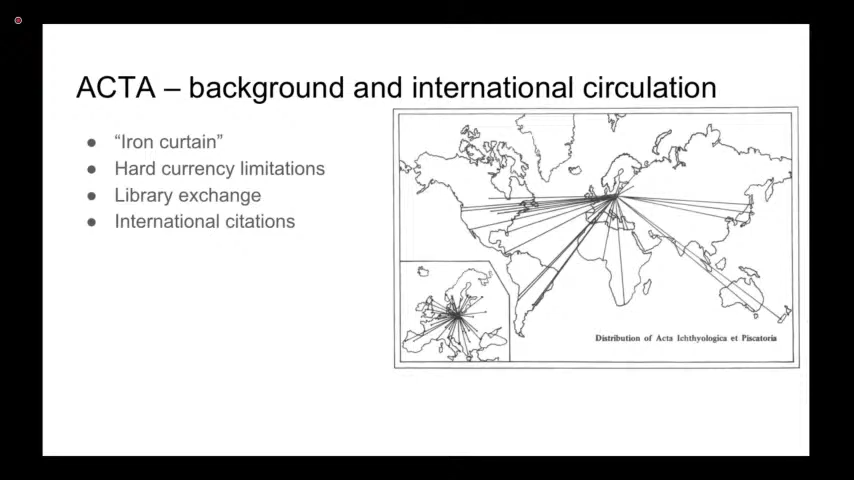 ACTA – background and international circulation
● “Iron curtain”
● Hard currency limitations
● Library exchange
● International citations
Distribution of Acta Ichthyologica et Piscatoria